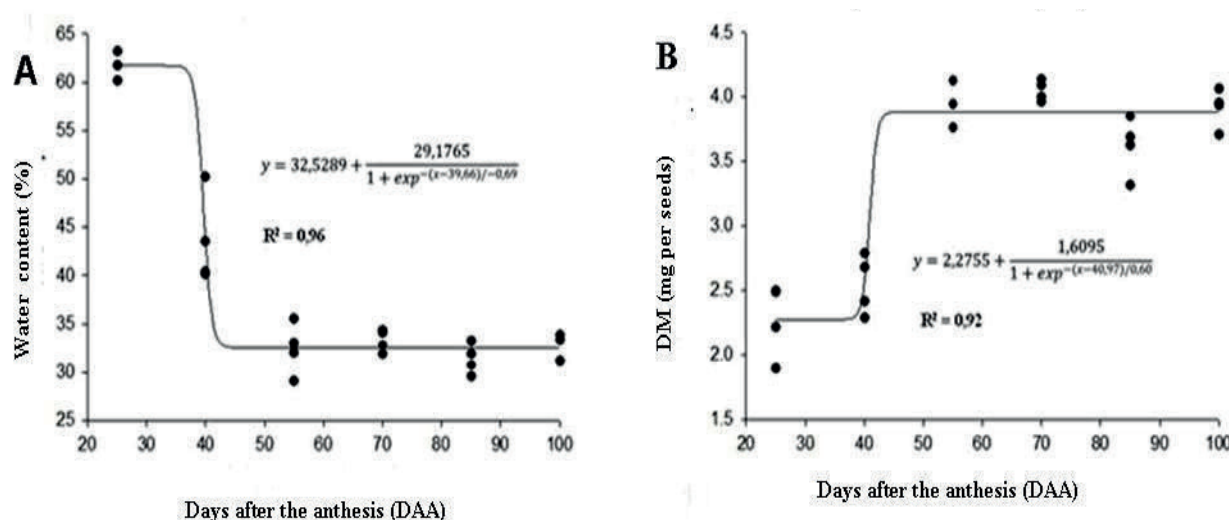 A
65
60
55
50
45
40
35
30
25
Water content (%)
y = 32,5289 + 29,1765 / 1 + exp^−(x−39,66)/−0,69
R² = 0,96
20 30 40 50 60 70 80 90 100
Days after the anthesis (DAA)
B
4.5
4.0
3.5
3.0
2.5
2.0
1.5
DM (mg per seeds)
y = 2,2755 + 1,6095 / 1 + exp^−(x−40,97)/0,60
R² = 0,92
20 30 40 50 60 70 80 90 100
Days after the anthesis (DAA)